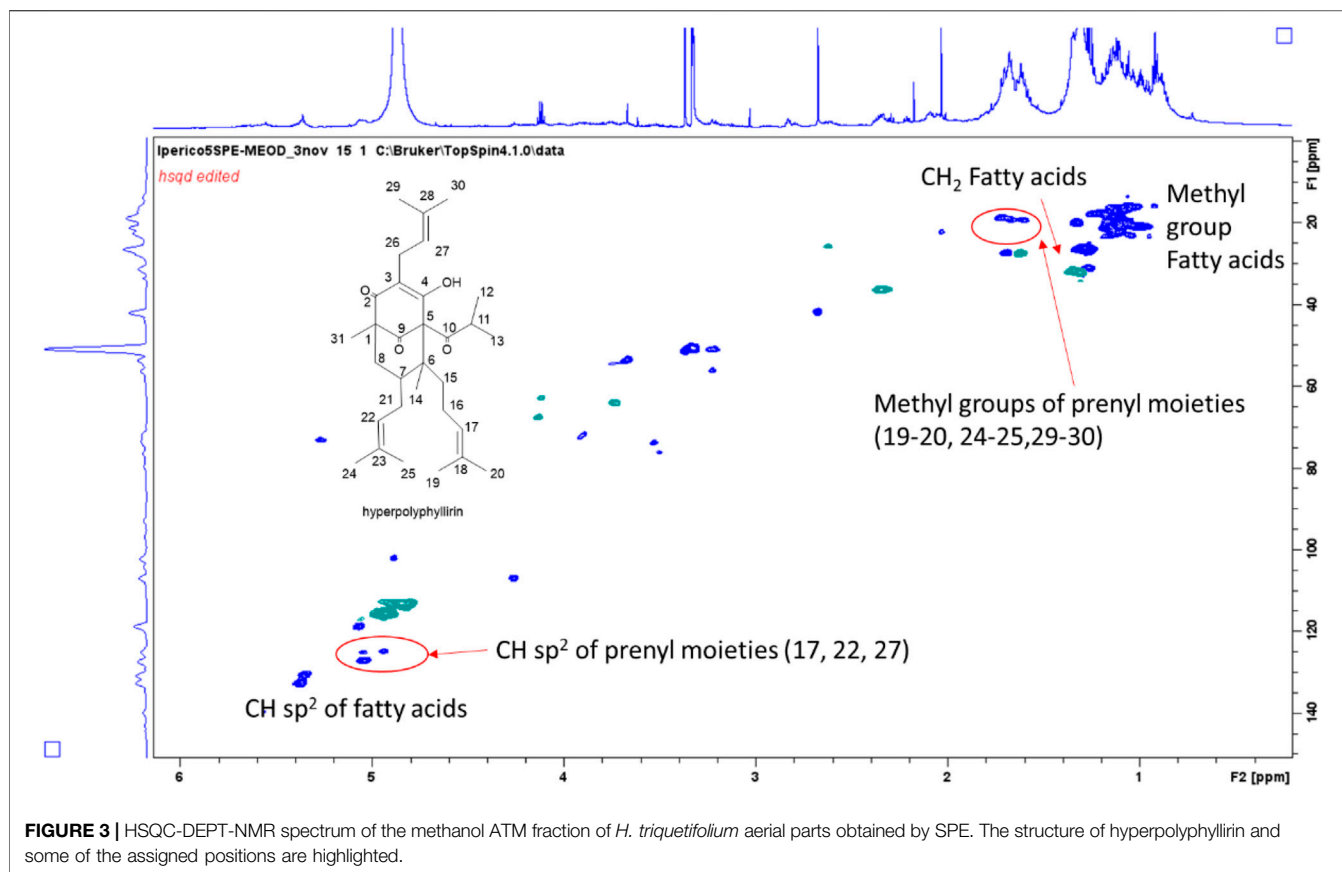 Iperico5SPE-MEOD_3nov 15 1 C:\Bruker\TopSpin4.1.0\data
hsqd edited
F1 [ppm]
CH2 Fatty acids
Methyl
group
Fatty acids
20
40
60
80
100
120
140
29
30
28
26
27
3
4
OH
O
2
12
5
11
9
10
31
1
O
O
13
8
6
15
7
14
21
16
22
17
23
18
24
25
19
20
hyperpolyphyllirin
Methyl groups of prenyl moieties
(19-20, 24-25,29-30)
CH sp2 of prenyl moieties (17, 22, 27)
CH sp2 of fatty acids
6 5 4 3 2 1 F2 [ppm]
FIGURE 3 | HSQC-DEPT-NMR spectrum of the methanol ATM fraction of H. triquetifolium aerial parts obtained by SPE. The structure of hyperpolyphyllirin and
some of the assigned positions are highlighted.